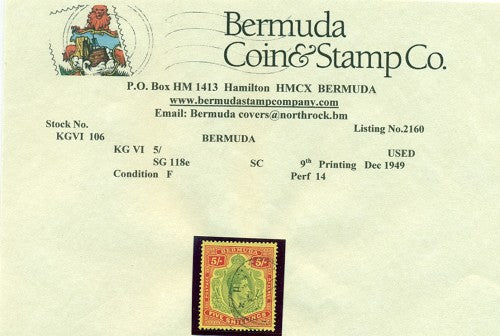 Bermuda
Coin & Stamp Co.
P.O. Box HM 1413 Hamilton HMCX BERMUDA
www.bermudastampcompany.com
Email: Bermuda covers@northrock.bm
Stock No. Listing No.2160
KGVI 106 BERMUDA
KG VI 5/ USED
SG 118e SC 9th Printing Dec 1949
Condition F Perf 14
BERMUDA
5/- 5/-
FIVE SHILLINGS